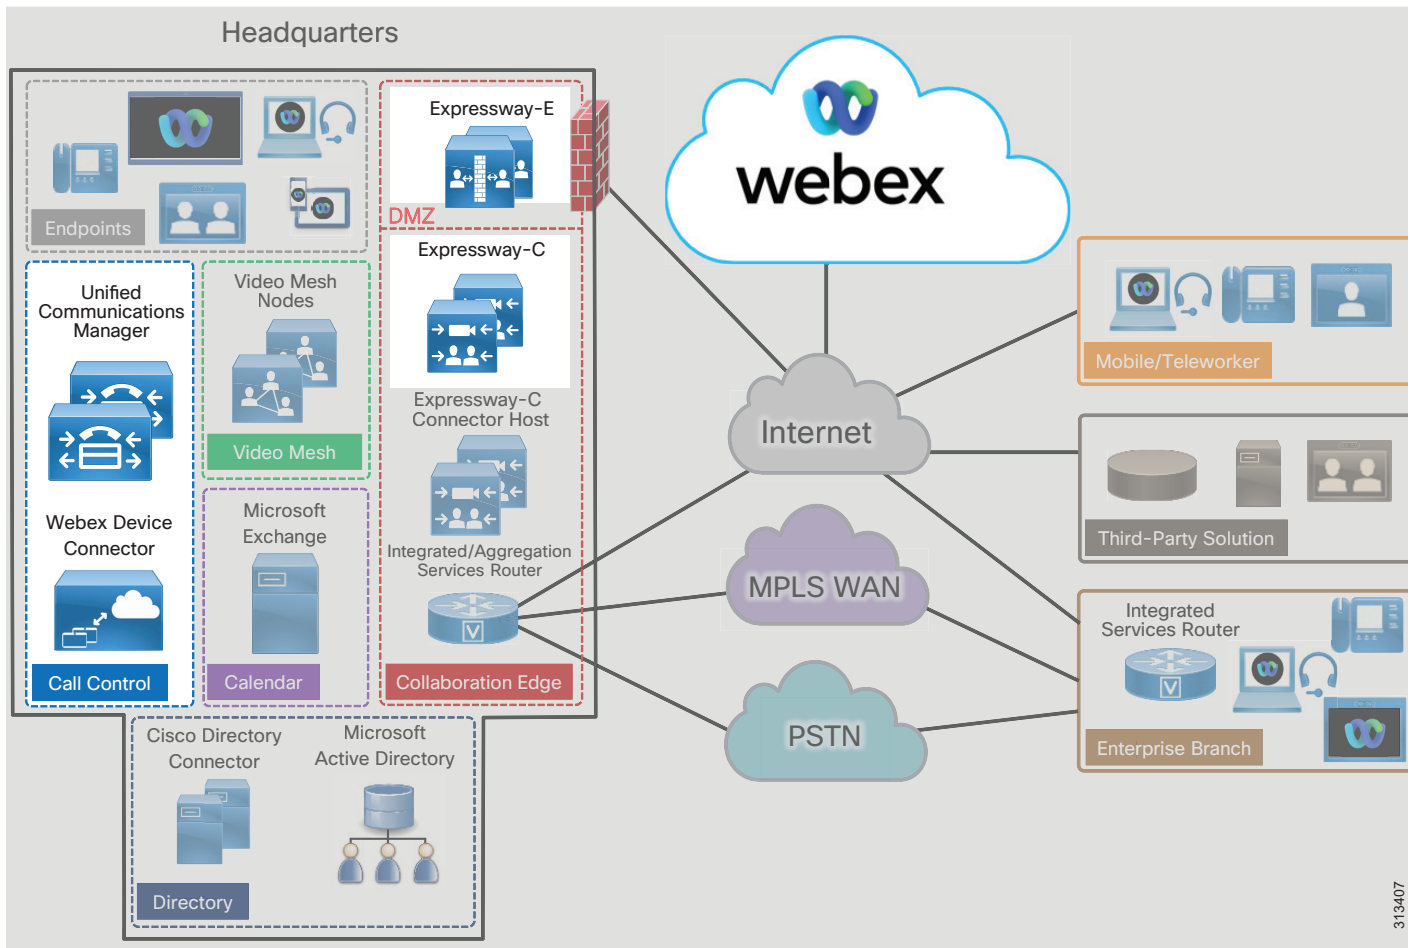 Headquarters
Expressway-E
DMZ
Endpoints
Expressway-C
Unified
Communications
Manager
Video Mesh
Nodes
Video Mesh
Expressway-C
Connector Host
Webex Device
Connector
Call Control
Microsoft
Exchange
Calendar
Integrated/Aggregation
Services Router
V
Collaboration Edge
Cisco Directory
Connector
Microsoft
Active Directory
Directory
webex
Internet
MPLS WAN
PSTN
Mobile/Teleworker
Third-Party Solution
Integrated
Services Router
V
Enterprise Branch
313407